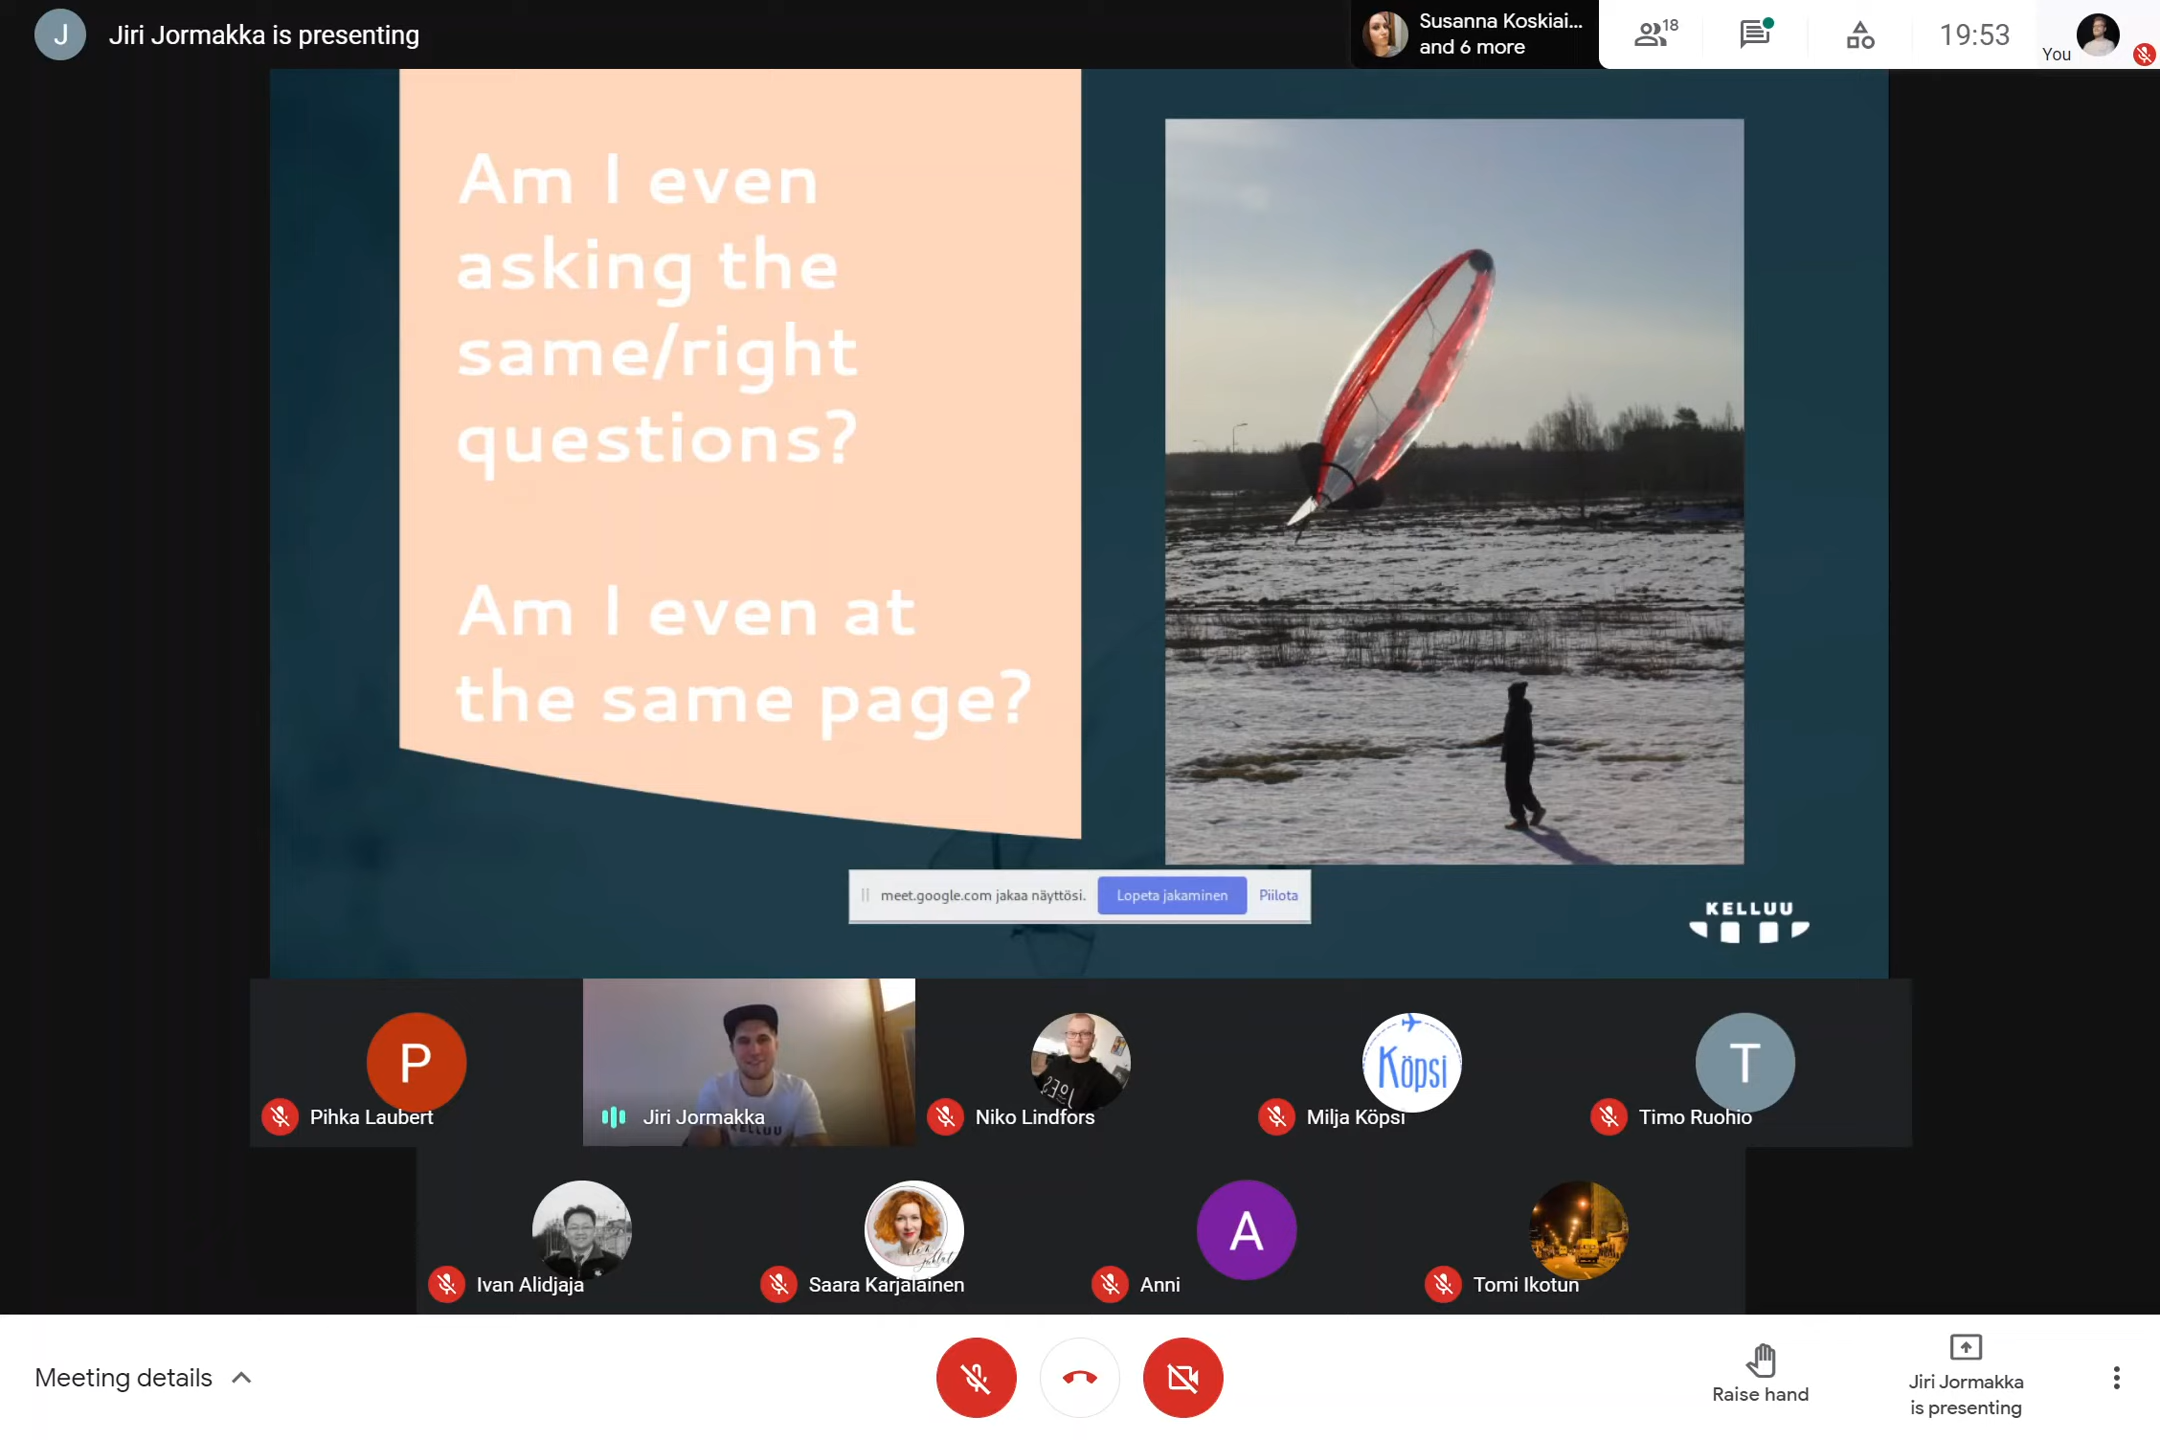 J
Jiri Jormakka is presenting
Susanna Koskiai...
and 6 more
18
19:53
You
Am I even
asking the
same/right
questions?
Am I even at
the same page?
meet.google.com jakaa näyttösi.
Lopeta jakaminen
Piilota
KELLUU
P
Pihka Laubert
Jiri Jormakka
KELLUU
Niko Lindfors
Köpsi
Milja Köpsi
T
Timo Ruohio
Ivan Alidjaja
Saara Karjalainen
A
Anni
Tomi Ikotun
Meeting details
Raise hand
Jiri Jormakka
is presenting